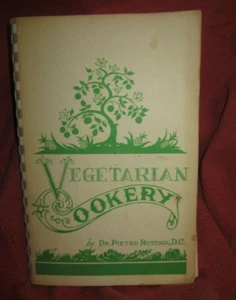 VEGETARIAN
COOKERY
by DR. PIETRO ROTONDI, D.C.